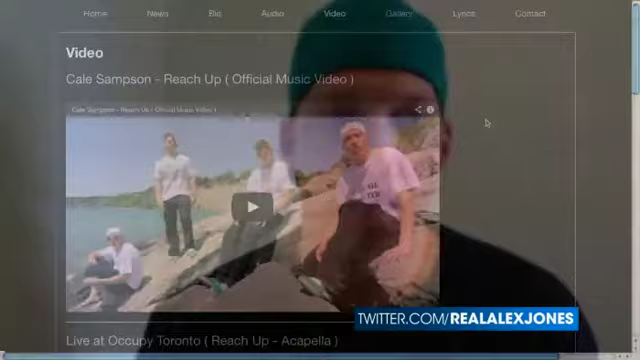 Home News Bio Audio Video Gallery Lyrics Contact
Video
Cale Sampson - Reach Up ( Official Music Video )
Cale Sampson - Reach Up ( Official Music Video )
TWITTER.COM/REALALEXJONES
Live at Occupy Toronto ( Reach Up - Acapella )